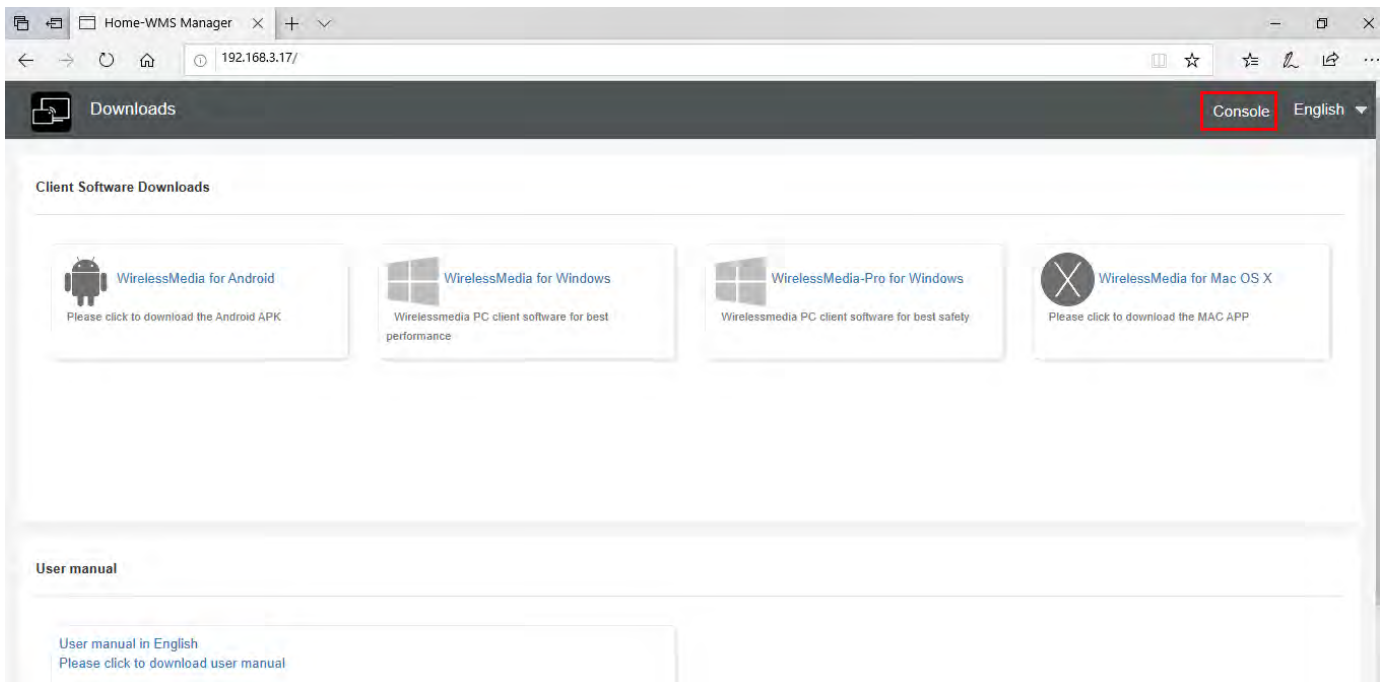 Home-WMS Manager
192.168.3.17/
Downloads
Console
English
Client Software Downloads
WirelessMedia for Android
Please click to download the Android APK
WirelessMedia for Windows
Wirelessmedia PC client software for best
performance
WirelessMedia-Pro for Windows
Wirelessmedia PC client software for best safety
WirelessMedia for Mac OS X
Please click to download the MAC APP
User manual
User manual in English
Please click to download user manual